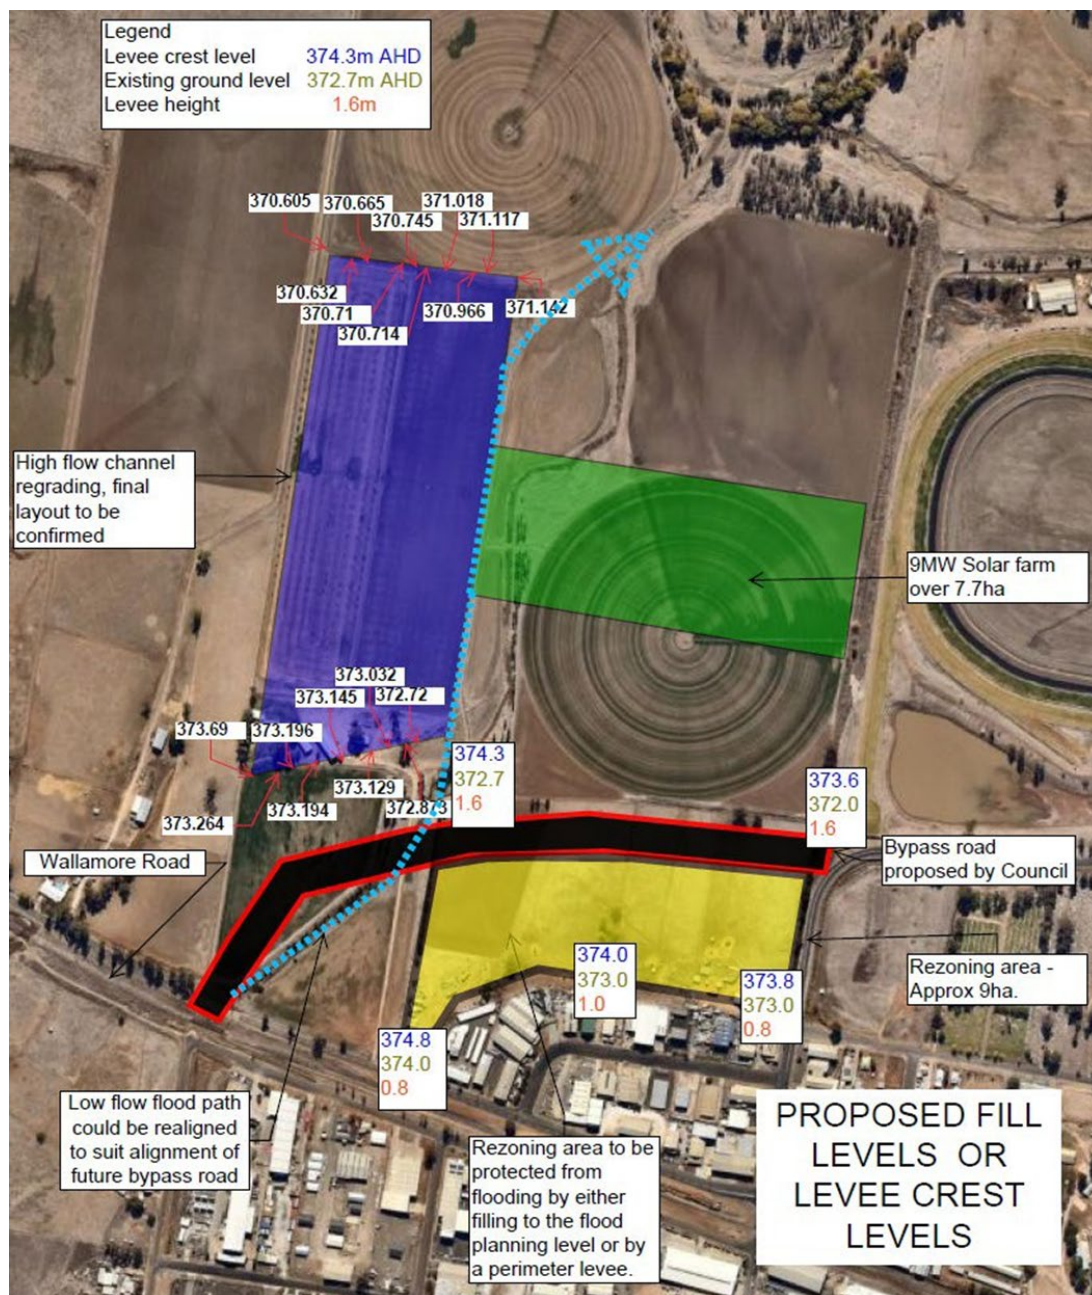 Legend
Levee crest level 374.3m AHD
Existing ground level 372.7m AHD
Levee height 1.6m
370.605
370.665
371.018
370.745
371.117
370.632
370.71
370.714
370.966
371.142
High flow channel
regrading, final
layout to be
confirmed
9MW Solar farm
over 7.7ha
373.032
373.145
372.72
373.69
373.196
373.129
373.194
372.873
373.264
374.3
372.7
1.6
373.6
372.0
1.6
Wallamore Road
Bypass road
proposed by Council
374.0
373.0
1.0
373.8
373.0
0.8
Rezoning area -
Approx 9ha.
374.8
374.0
0.8
Low flow flood path
could be realigned
to suit alignment of
future bypass road
Rezoning area to be
protected from
flooding by either
filling to the flood
planning level or by
a perimeter levee.
PROPOSED FILL
LEVELS OR
LEVEE CREST
LEVELS